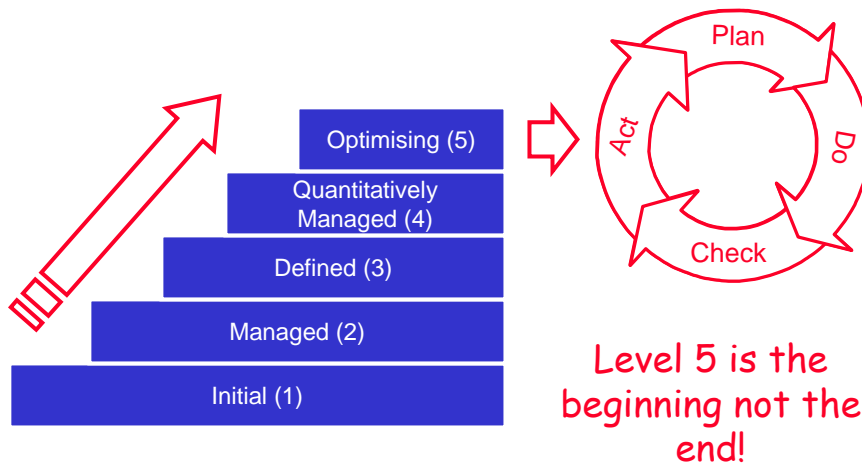 Optimising (5)
Quantitatively
Managed (4)
Defined (3)
Managed (2)
Initial (1)
Plan
Do
Check
Act
Level 5 is the
beginning not the
end!